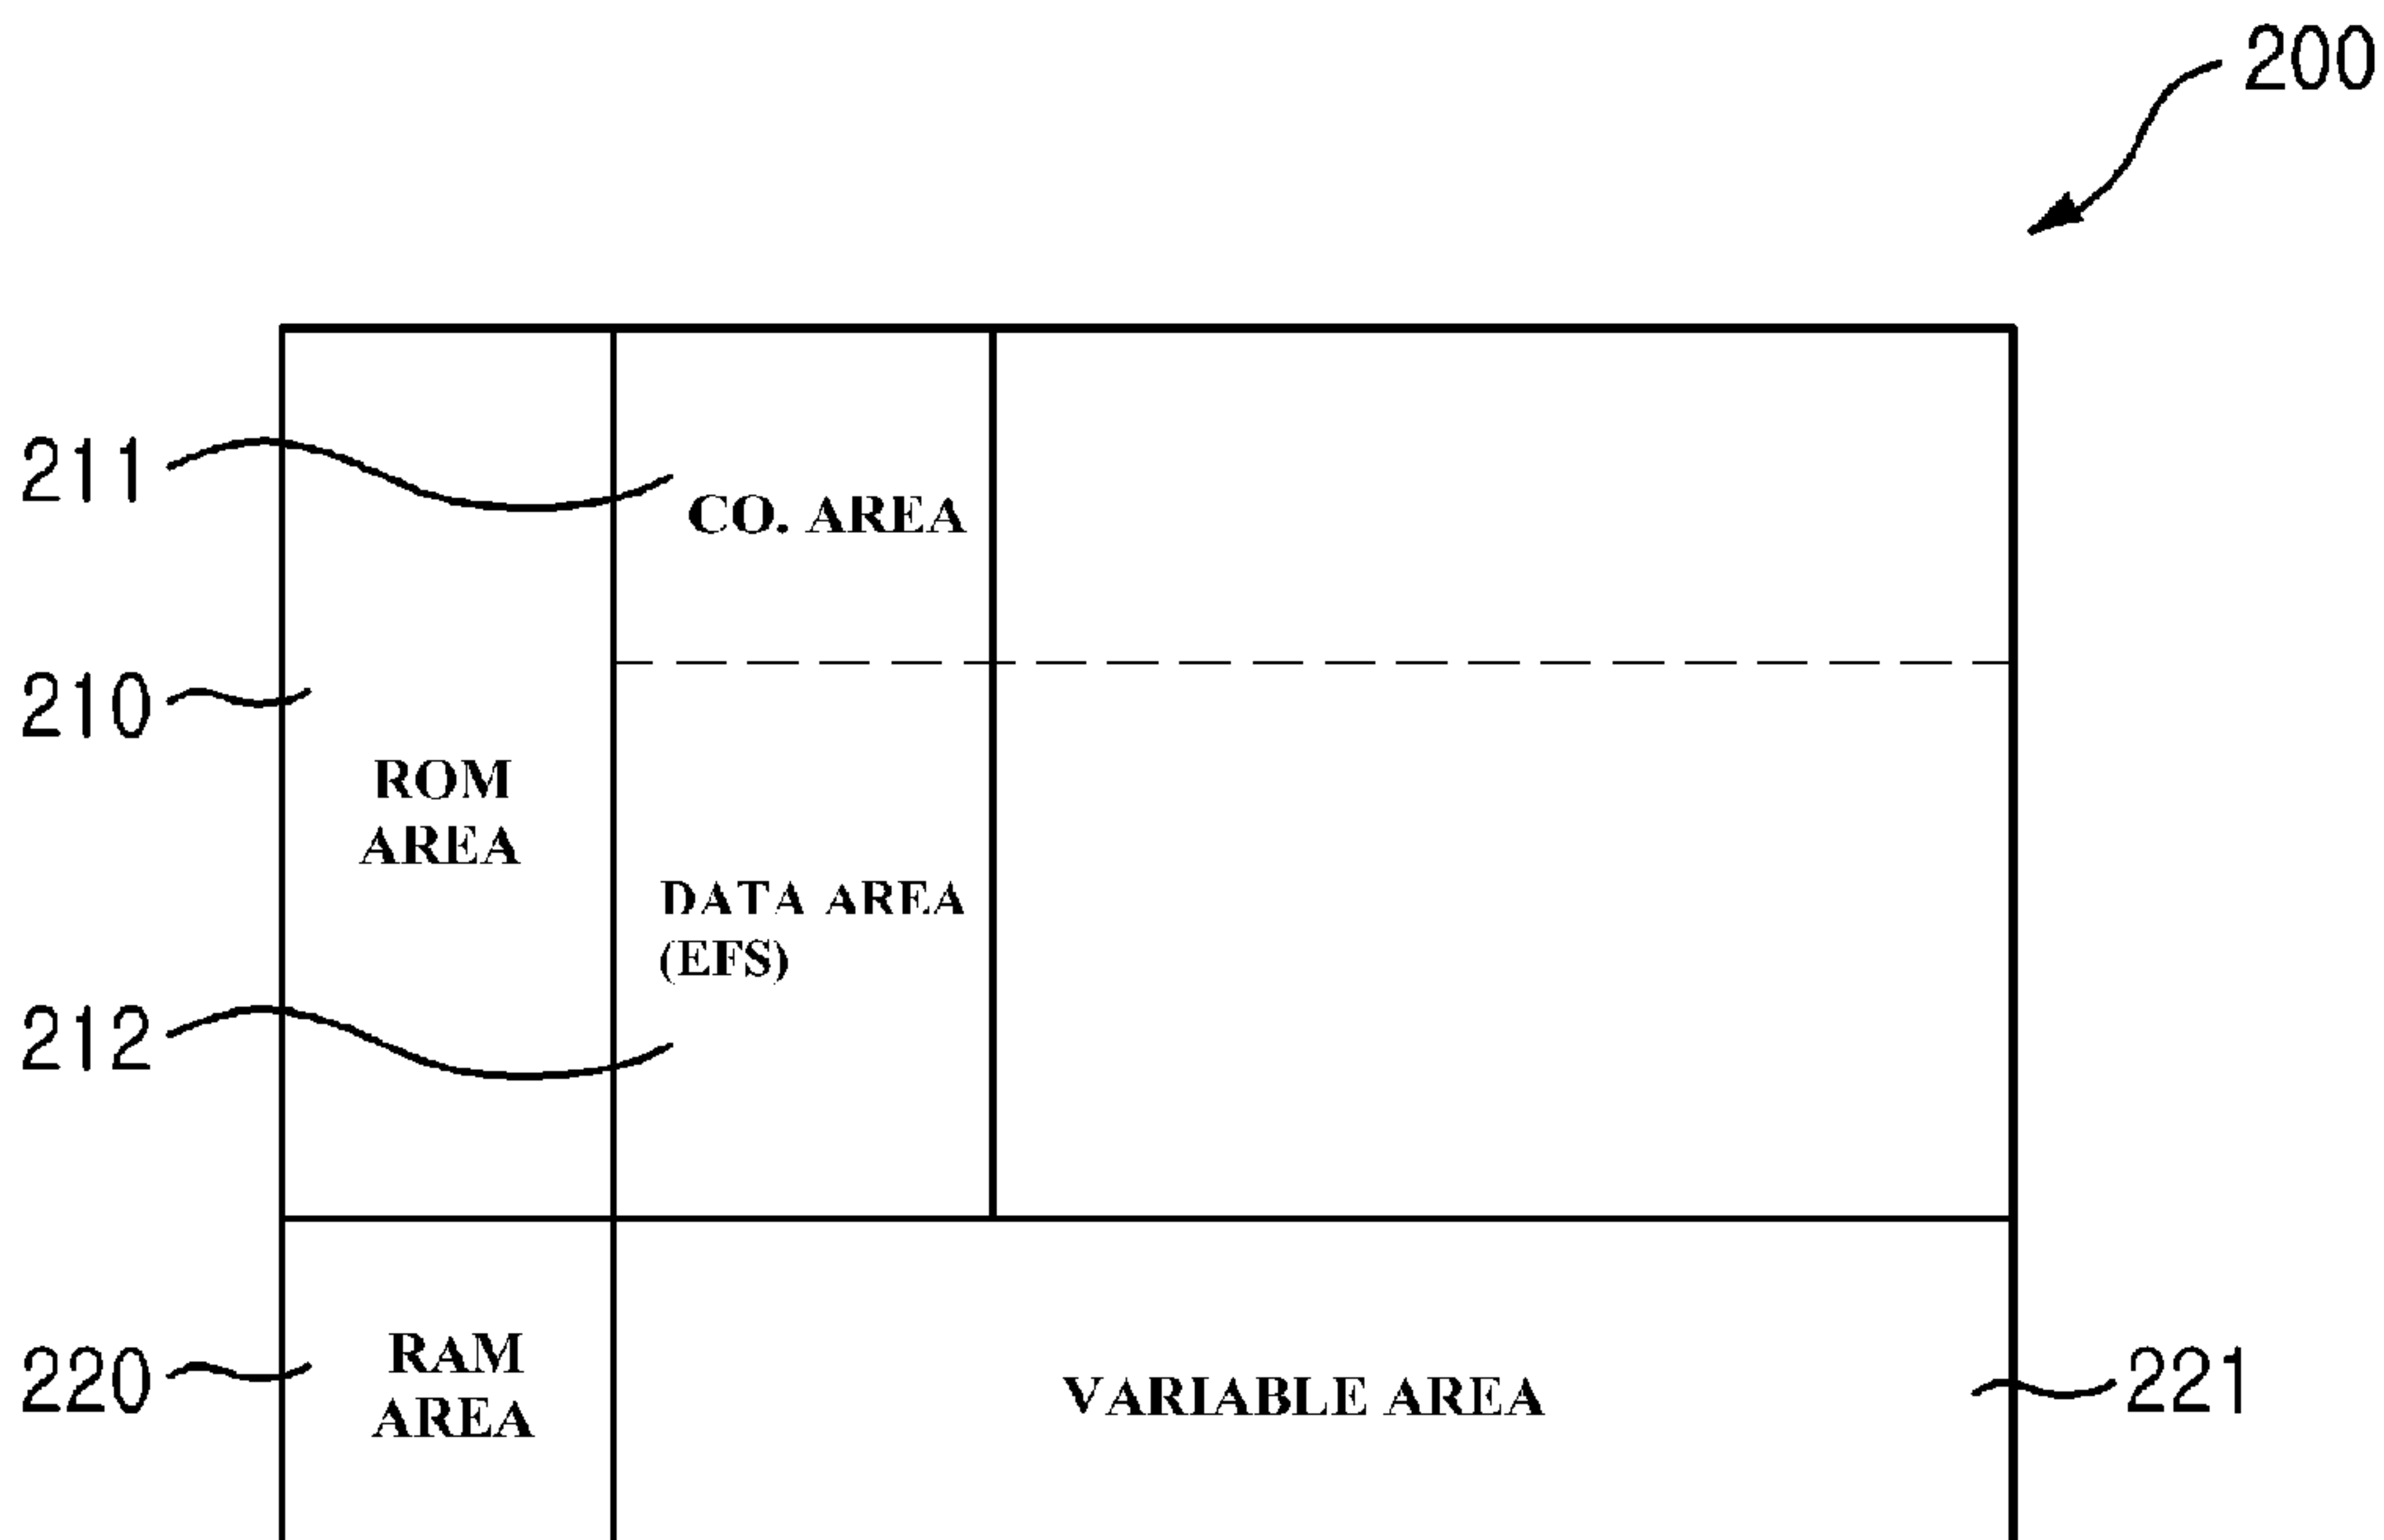 200
211
CO. AREA
210
ROM
AREA
DATA AREA
(EFS)
212
220
RAM
AREA
VARIABLE AREA
221